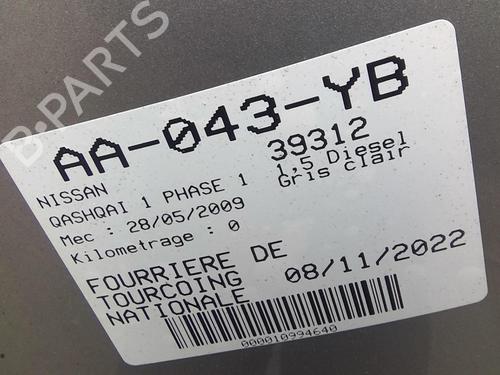 B-PARTS
AA-043-YB
39312
NISSAN
1,5 Diesel
QASHQAI 1 PHASE 1
Gris Clair
Mec : 28/05/2009
Kilometrage : 0
FOURRIERE DE
TOURCOING
NATIONALE
08/11/2022
000010994640